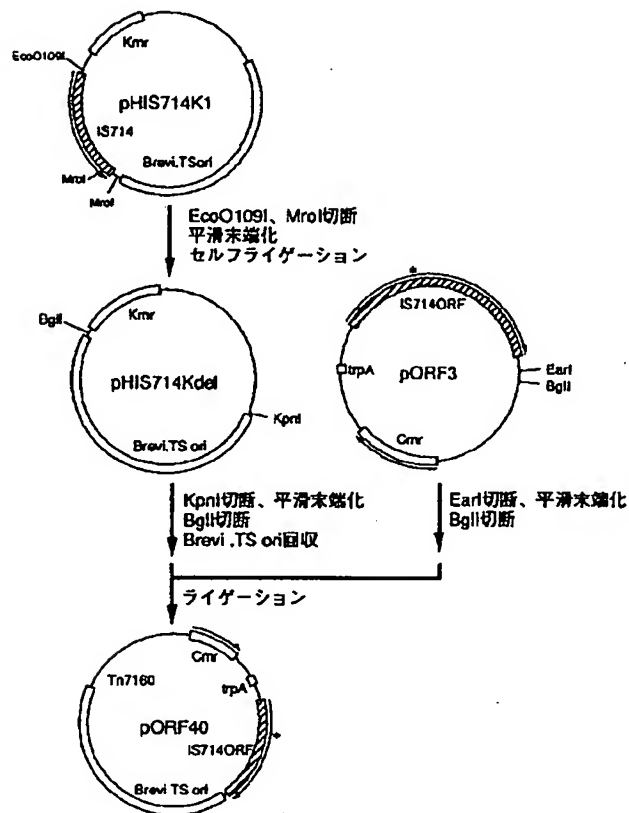 Kmr
EcoO109I
pHIS714K1
IS714
MroI
MroI
Brevi.TSori
EcoO109I、MroI切断
平滑末端化
セルフライゲーション
BglI
Kmr
pHIS714Kdel
KpnI
Brevi.TS ori
*
IS714ORF
trpA
pORF3
EarI
BglI
Cmr
KpnI切断、平滑末端化
BglI切断
Brevi .TS ori回収
EarI切断、平滑末端化
BglI切断
ライゲーション
Cmr
Tn7160
trpA
pORF40
IS714ORF
*
Brevi.TS ori